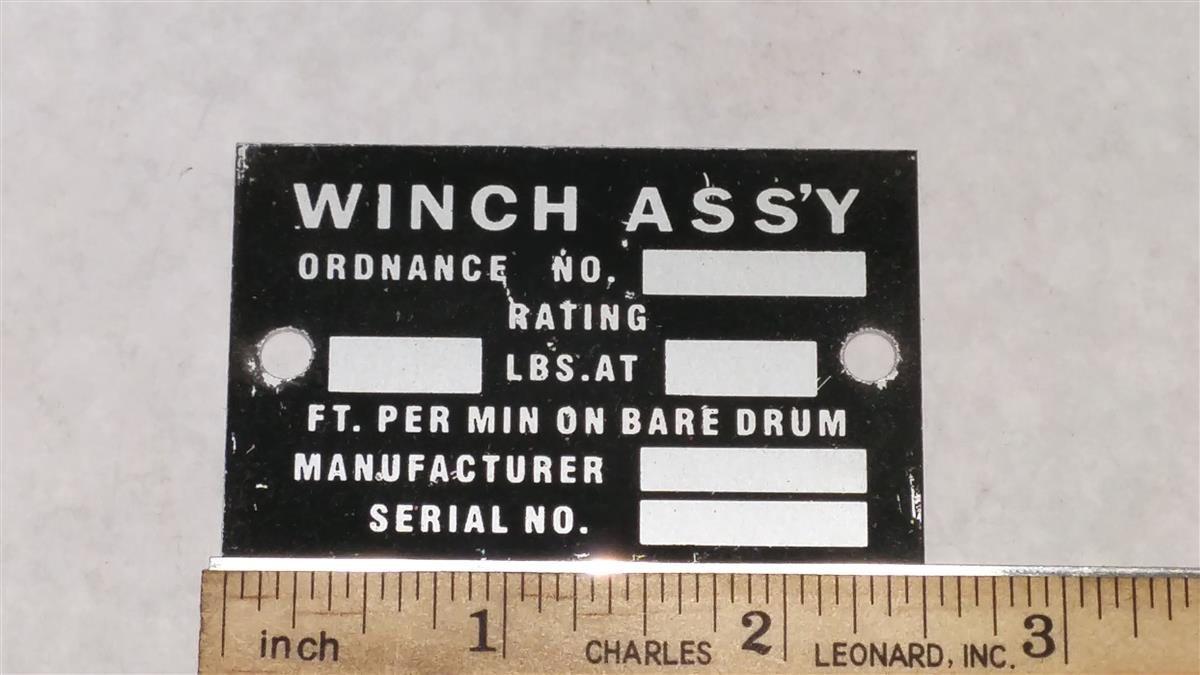 WINCH ASS'Y
ORDNANCE NO.
RATING
LBS.AT
FT. PER MIN ON BARE DRUM
MANUFACTURER
SERIAL NO.
1 2 3
inch CHARLES LEONARD, INC.